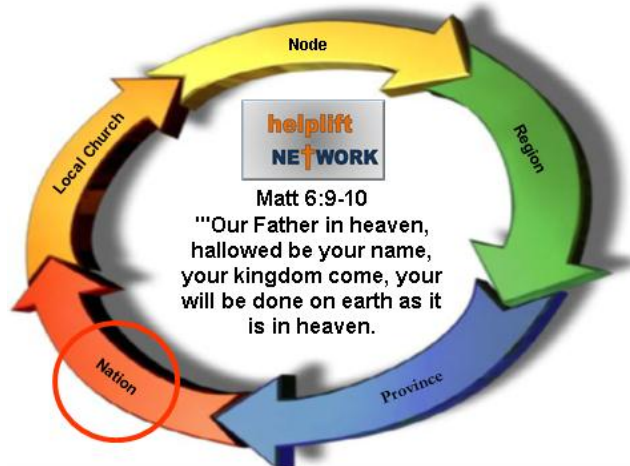 Node
Region
Province
Nation
Local Church
helplift
NETWORK
Matt 6:9-10
"'Our Father in heaven,
hallowed be your name,
your kingdom come, your
will be done on earth as it
is in heaven.